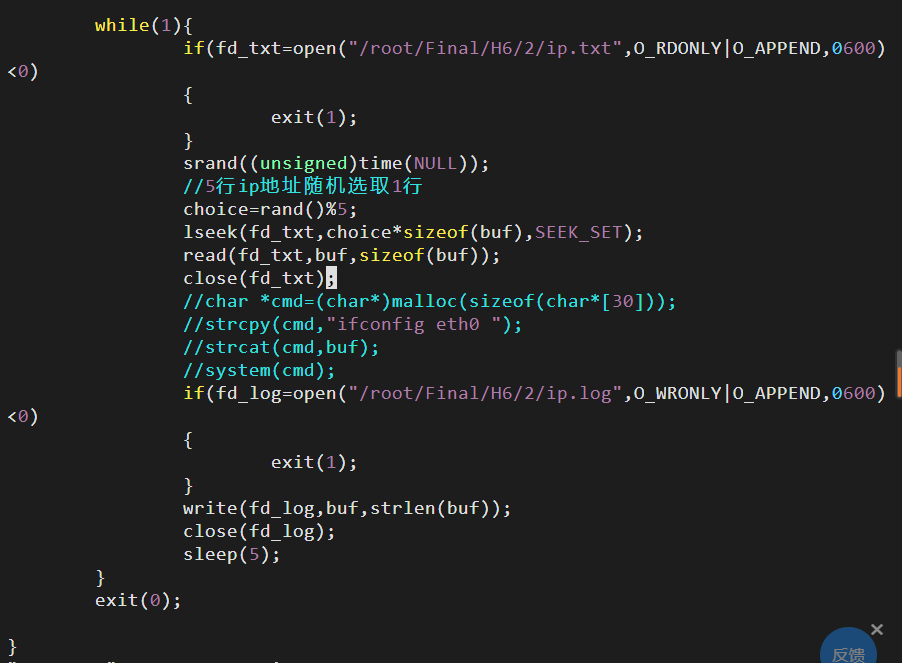 while(1){
if(fd_txt=open("/root/Final/H6/2/ip.txt",O_RDONLY|O_APPEND,0600)
<0)
{
exit(1);
}
srand((unsigned)time(NULL));
//5行ip地址随机选取1行
choice=rand()%5;
lseek(fd_txt,choice*sizeof(buf),SEEK_SET);
read(fd_txt,buf,sizeof(buf));
close(fd_txt);
//char *cmd=(char*)malloc(sizeof(char*[30]));
//strcpy(cmd,"ifconfig eth0 ");
//strcat(cmd,buf);
//system(cmd);
if(fd_log=open("/root/Final/H6/2/ip.log",O_WRONLY|O_APPEND,0600)
<0)
{
exit(1);
}
write(fd_log,buf,strlen(buf));
close(fd_log);
sleep(5);
}
exit(0);
}
反馈